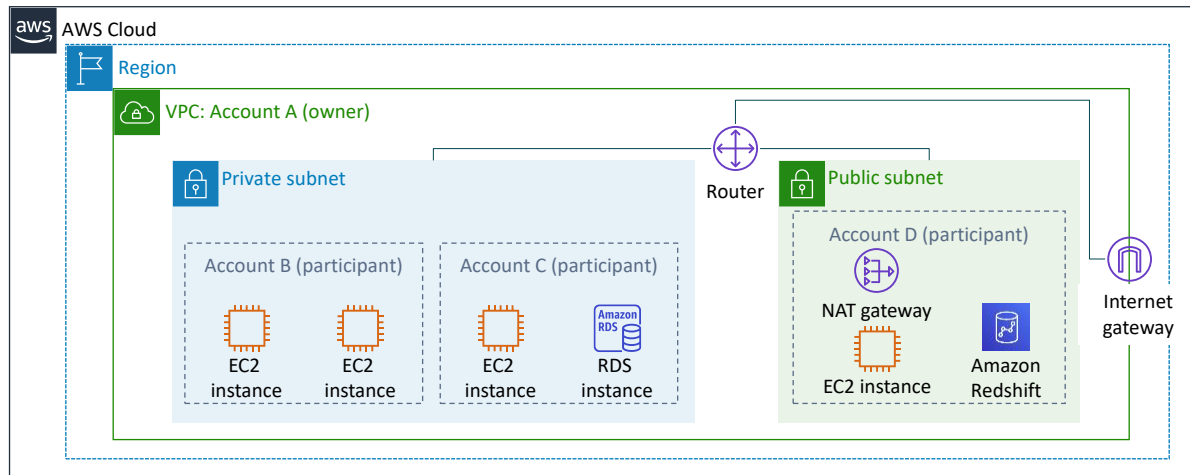 aws
AWS Cloud
Region
VPC: Account A (owner)
Router
Private subnet
Public subnet
Account B (participant)
Account C (participant)
Account D (participant)
EC2
instance
EC2
instance
EC2
instance
Amazon
RDS
RDS
instance
NAT gateway
EC2 instance
Amazon
Redshift
Internet
gateway